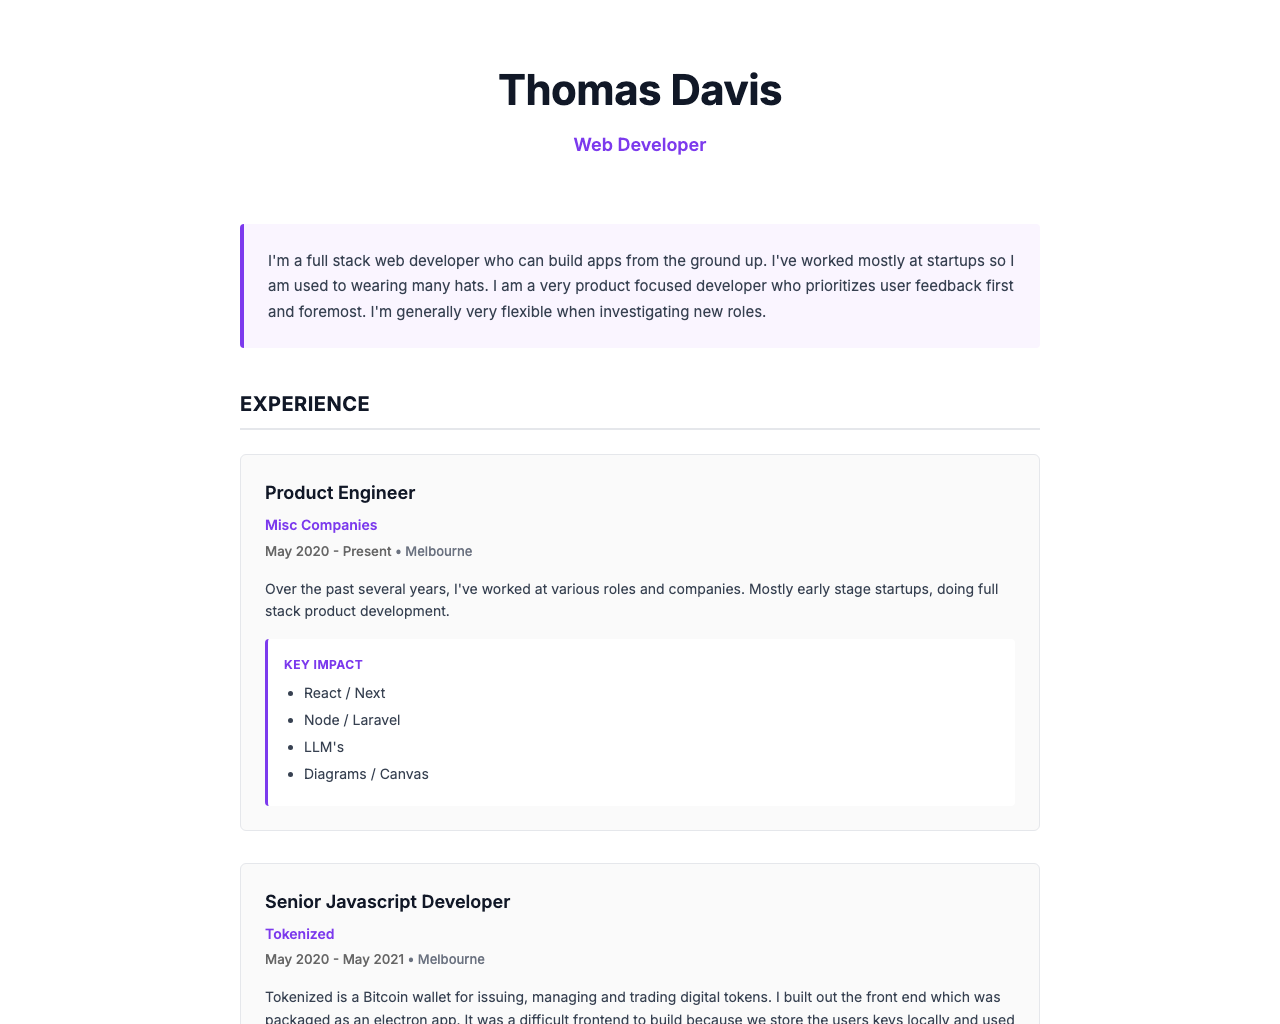 Thomas Davis
Web Developer
I'm a full stack web developer who can build apps from the ground up. I've worked mostly at startups so I
am used to wearing many hats. I am a very product focused developer who prioritizes user feedback first
and foremost. I'm generally very flexible when investigating new roles.
EXPERIENCE
Product Engineer
Misc Companies
May 2020 - Present • Melbourne
Over the past several years, I've worked at various roles and companies. Mostly early stage startups, doing full
stack product development.
KEY IMPACT
• React / Next
• Node / Laravel
• LLM's
• Diagrams / Canvas
Senior Javascript Developer
Tokenized
May 2020 - May 2021 • Melbourne
Tokenized is a Bitcoin wallet for issuing, managing and trading digital tokens. I built out the front end which was
packaged as an electron app. It was a difficult frontend to build because we store the users keys locally and used